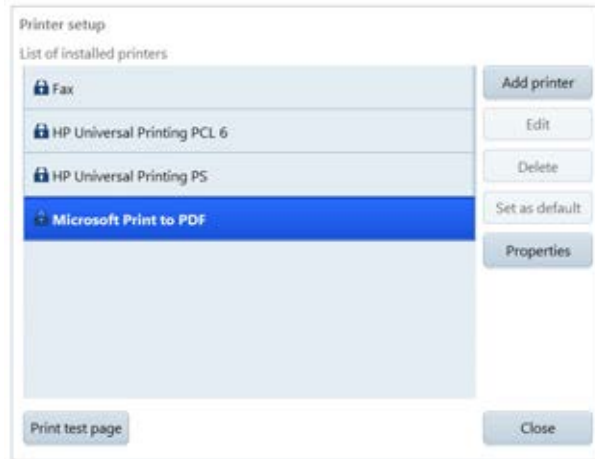 Printer setup
List of installed printers
Fax
HP Universal Printing PCL 6
HP Universal Printing PS
Microsoft Print to PDF
Add printer
Edit
Delete
Set as default
Properties
Print test page
Close